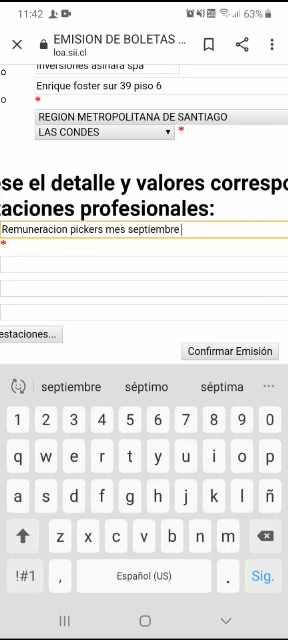 11:42 63%
EMISION DE BOLETAS ...
loa.sii.cl
o inversiones asfara spa
Enrique foster sur 39 piso 6
o *
REGION METROPOLITANA DE SANTIAGO
LAS CONDES *
ese el detalle y valores correspo
taciones profesionales:
Remuneracion pickers mes septiembre
*
estaciones...
Confirmar Emisión
septiembre séptimo séptima ...
1 2 3 4 5 6 7 8 9 0
q w e r t y u i o p
a s d f g h j k l ñ
z x c v b n m
!#1 , Español (US) . Sig.